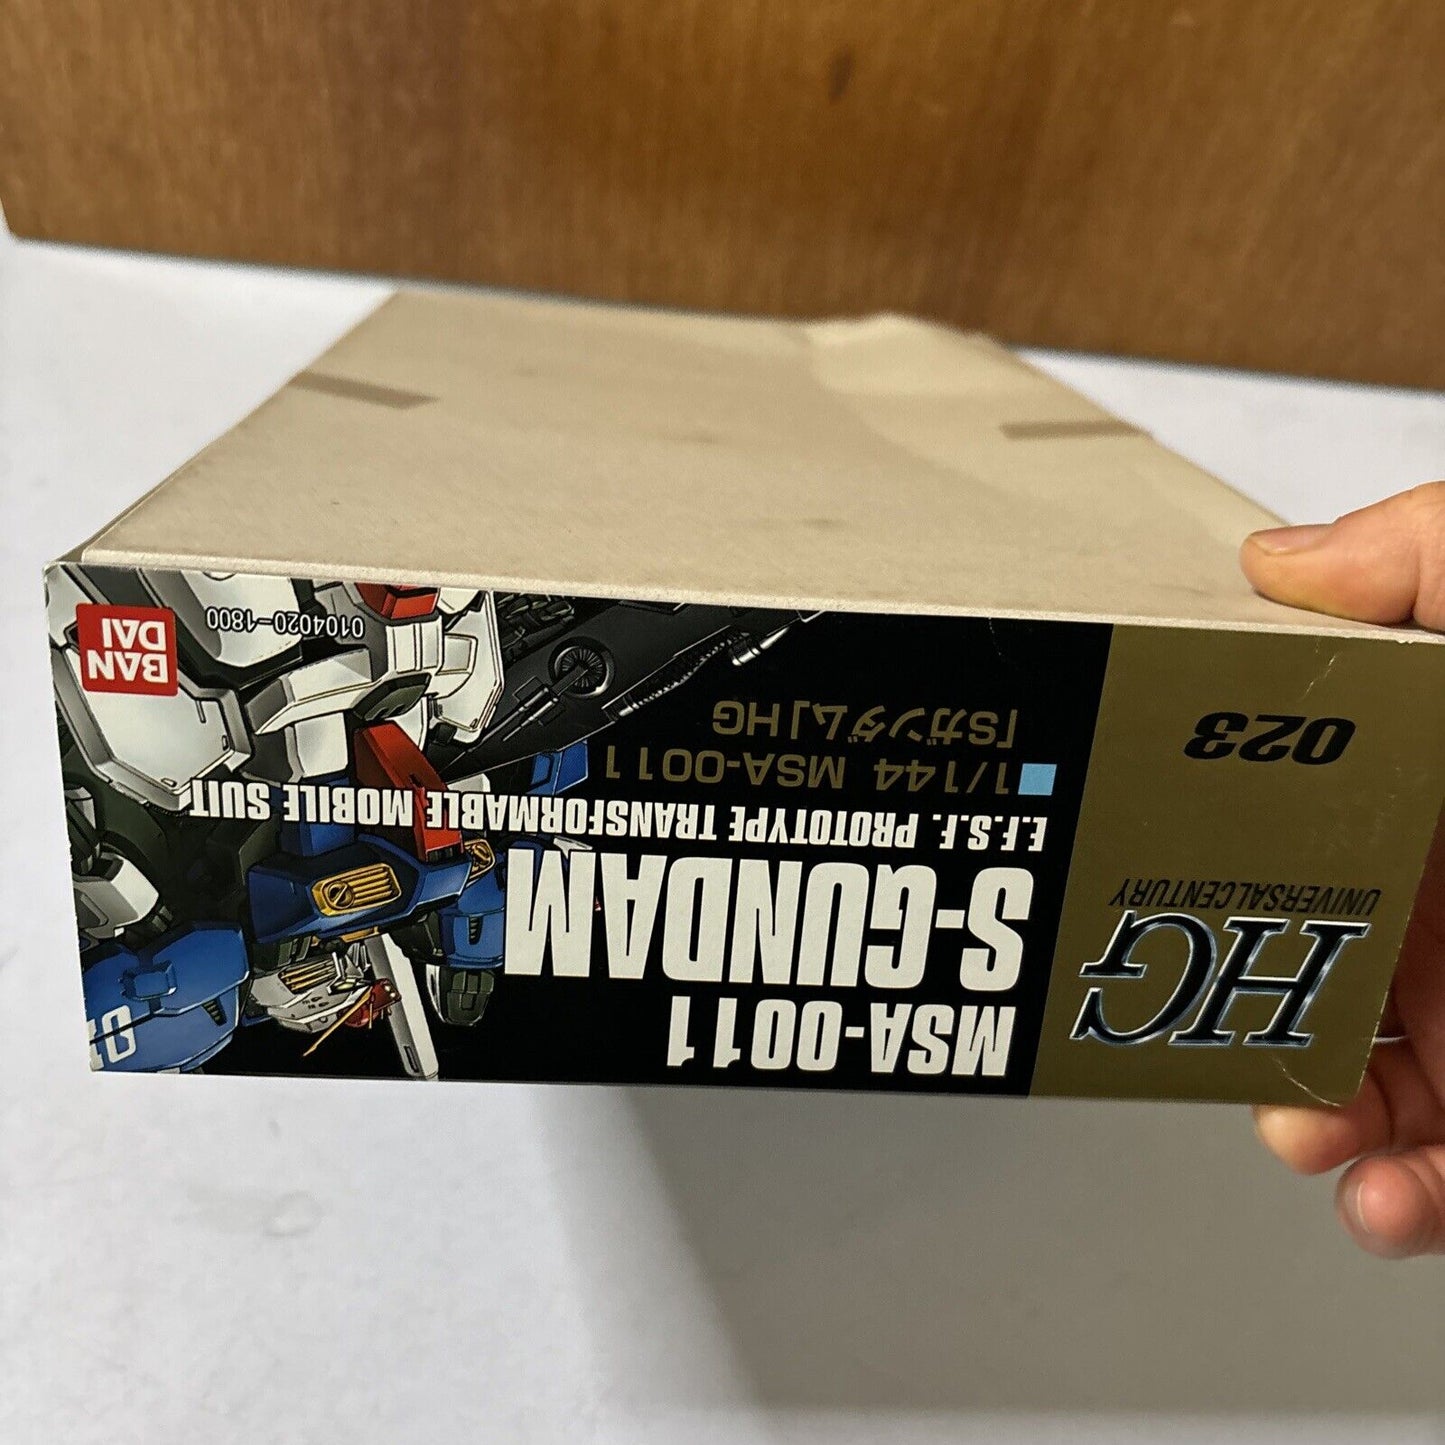 HG
UNIVERSAL CENTURY
023
MSA-0011
S-GUNDAM
E.F.S.F. PROTOTYPE TRANSFORMABLE MOBILE SUIT
1/144 MSA-0011
「Sガンダム」HG
BAN
DAI
0104020-1800
01